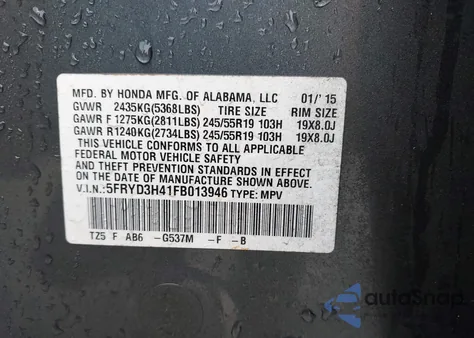 MFD. BY HONDA MFG. OF ALABAMA, LLC 01/'15
GVWR 2435KG(5368LBS) TIRE SIZE RIM SIZE
GAWR F 1275KG(2811LBS) 245/55R19 103H 19X8.0J
GAWR R 1240KG(2734LBS) 245/55R19 103H 19X8.0J
THIS VEHICLE CONFORMS TO ALL APPLICABLE
FEDERAL MOTOR VEHICLE SAFETY, BUMPER,
AND THEFT PREVENTION STANDARDS IN EFFECT
ON THE DATE OF MANUFACTURE SHOWN ABOVE.
V.I.N.: 5FRYD3H41FB013946 TYPE: MPV
TZ5 F AB6 -G537M -F -B
autoSnap